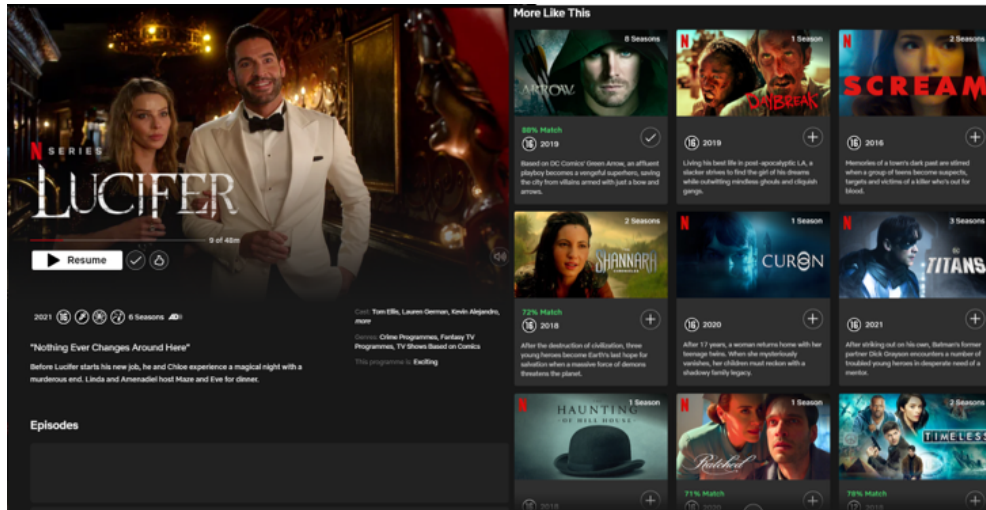 N SERIES
LUCIFER
9 of 48m
Resume
2021 16 6 Seasons AD
"Nothing Ever Changes Around Here"
Before Lucifer starts his new job, he and Chloe experience a magical night with a
murderous end. Linda and Amenadiel host Maze and Eve for dinner.
Cast: Tom Ellis, Lauren German, Kevin Alejandro,
more
Genres: Crime Programmes, Fantasy TV
Programmes, TV Shows Based on Comics
This programme is: Exciting
Episodes
More Like This
8 Seasons
ARROW
88% Match
16 2019
Based on DC Comics' Green Arrow, an affluent
playboy becomes a vengeful superhero, saving
the city from villains armed with just a bow and
arrows.
N
1 Season
DAYBREAK
16 2019
Living his best life in post-apocalyptic LA, a
slacker strives to find the girl of his dreams
while outwitting mindless ghouls and cliquish
gangs.
N
2 Seasons
SCREAM
16 2016
Memories of a town's dark past are stirred
when a group of teens become suspects,
targets and victims of a killer who's out for
blood.
2 Seasons
SHANNARA
CHRONICLES
72% Match
16 2018
After the destruction of civilization, three
young heroes become Earth's last hope for
salvation when a massive force of demons
threatens the planet.
N
1 Season
CURON
16 2020
After 17 years, a woman returns home with her
teenage twins. When she mysteriously
vanishes, her children must reckon with a
shadowy family legacy.
N
3 Seasons
DC
TITANS
16 2021
After striking out on his own, Batman's former
partner Dick Grayson encounters a number of
troubled young heroes in desperate need of a
mentor.
N
1 Season
HAUNTING
OF HILL HOUSE
16 2018
N
1 Season
Ratched
71% Match
16 2020
2 Seasons
TIMELESS
78% Match
2018